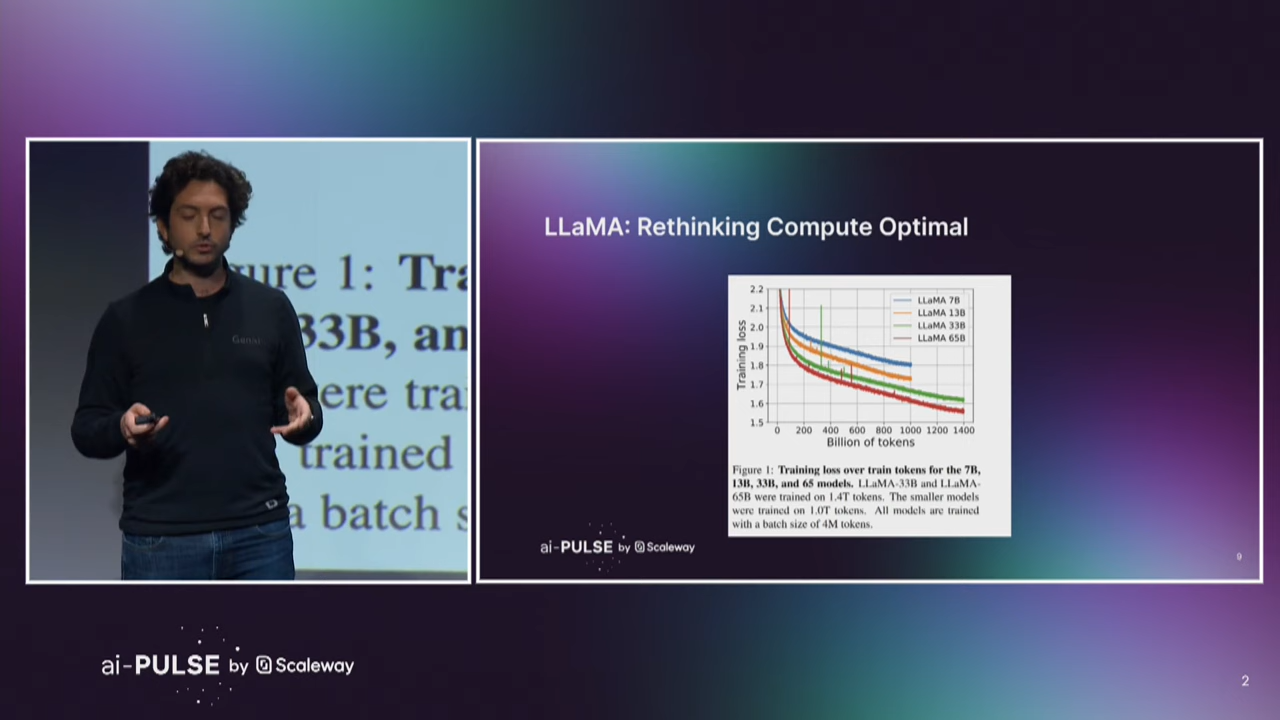 ure 1: Tra
33B, an
ere tra
trained
a batch s
LLaMA: Rethinking Compute Optimal
2.2
2.1
2.0
1.9
1.8
1.7
1.6
1.5
Training loss
LLaMA 7B
LLaMA 13B
LLaMA 33B
LLaMA 65B
0 200 400 600 800 1000 1200 1400
Billion of tokens
Figure 1: Training loss over train tokens for the 7B,
13B, 33B, and 65 models. LLaMA-33B and LLaMA-
65B were trained on 1.4T tokens. The smaller models
were trained on 1.0T tokens. All models are trained
with a batch size of 4M tokens.
ai-PULSE by Scaleway
9
ai-PULSE by Scaleway
2